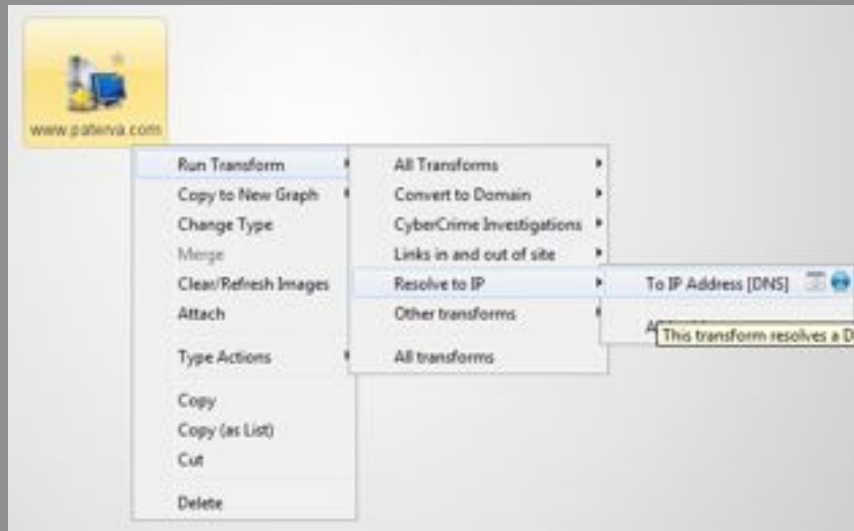 www.paterva.com
Run Transform
Copy to New Graph
Change Type
Merge
Clear/Refresh Images
Attach
Type Actions
Copy
Copy (as List)
Cut
Delete
All Transforms
Convert to Domain
CyberCrime Investigations
Links in and out of site
Resolve to IP
Other transforms
All transforms
To IP Address [DNS]
This transform resolves a D